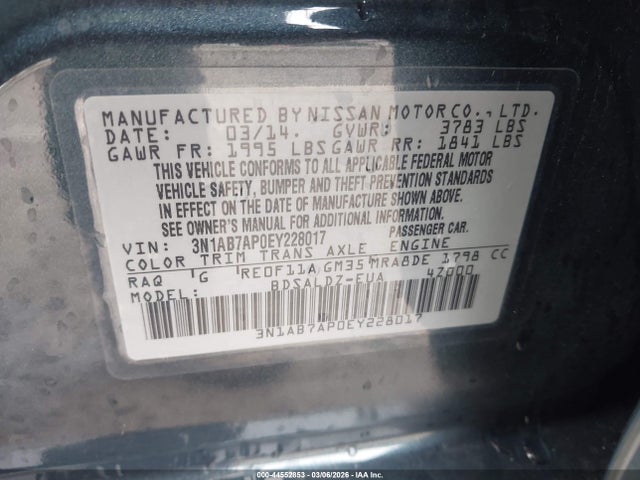 MANUFACTURED BY NISSAN MOTOR CO., LTD.
DATE: 03/14. GVWR: 3783 LBS
GAWR FR: 1995 LBS GAWR RR: 1841 LBS
THIS VEHICLE CONFORMS TO ALL APPLICABLE FEDERAL MOTOR
VEHICLE SAFETY, BUMPER AND THEFT PREVENTION STANDARDS
IN EFFECT ON THE DATE OF MANUFACTURE SHOWN ABOVE.
SEE OWNER'S MANUAL FOR ADDITIONAL INFORMATION.
VIN: 3N1AB7AP0EY228017 PASSENGER CAR.
COLOR TRIM TRANS AXLE ENGINE
RAQ G RE0F11A GM35 MRA8DE 1798 CC
MODEL: BDSALDZ-EUA 4Z000
3N1AB7AP0EY228017
000-44552853 - 03/06/2026 - IAA Inc.